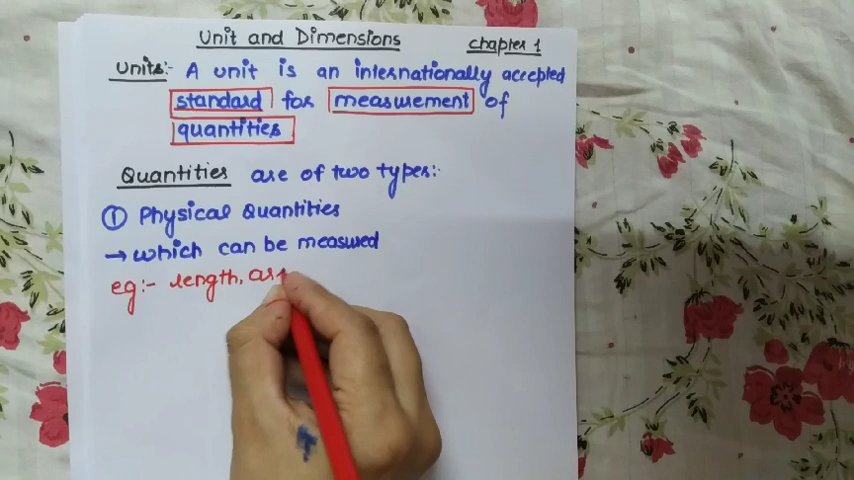 Unit and Dimensions chapter 1
Units:- A unit is an internationally accepted
standard for measurement of
quantities
Quantities are of two types:-
① Physical Quantities
→ which can be measured
eg:- length,